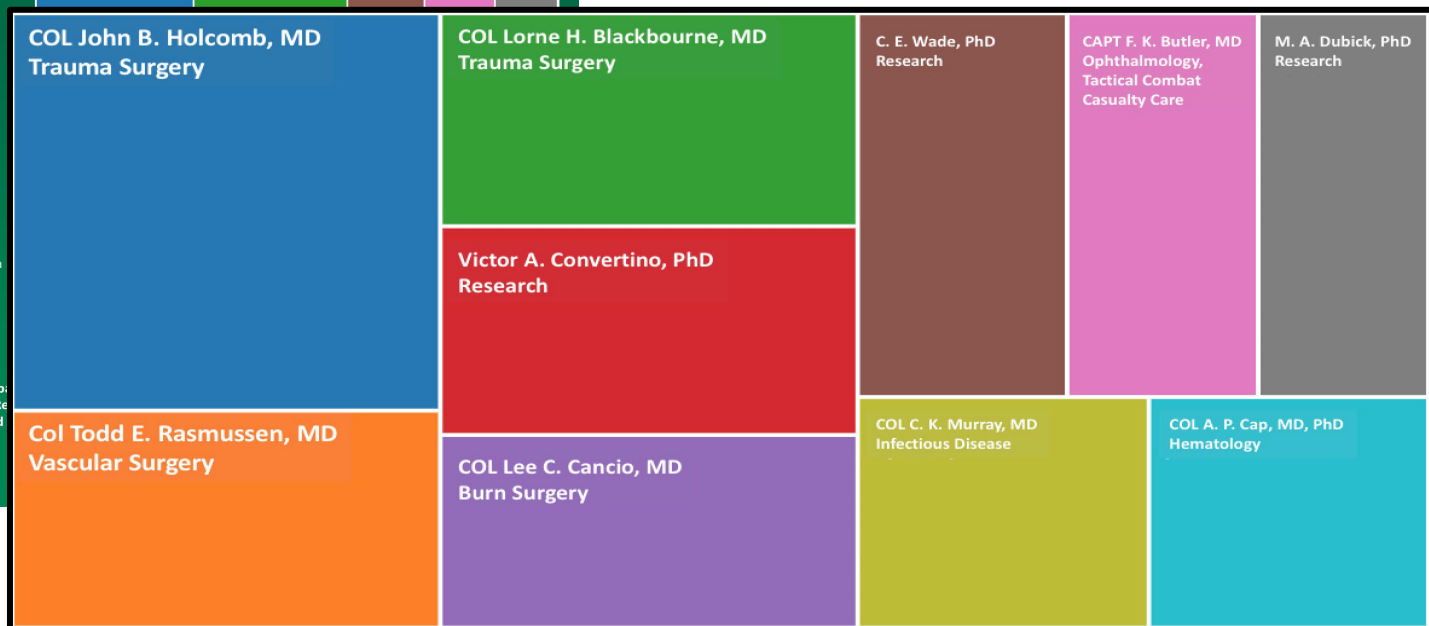 COL John B. Holcomb, MD
Trauma Surgery
Col Todd E. Rasmussen, MD
Vascular Surgery
COL Lorne H. Blackbourne, MD
Trauma Surgery
Victor A. Convertino, PhD
Research
COL Lee C. Cancio, MD
Burn Surgery
C. E. Wade, PhD
Research
CAPT F. K. Butler, MD
Ophthalmology,
Tactical Combat
Casualty Care
M. A. Dubick, PhD
Research
COL C. K. Murray, MD
Infectious Disease
COL A. P. Cap, MD, PhD
Hematology